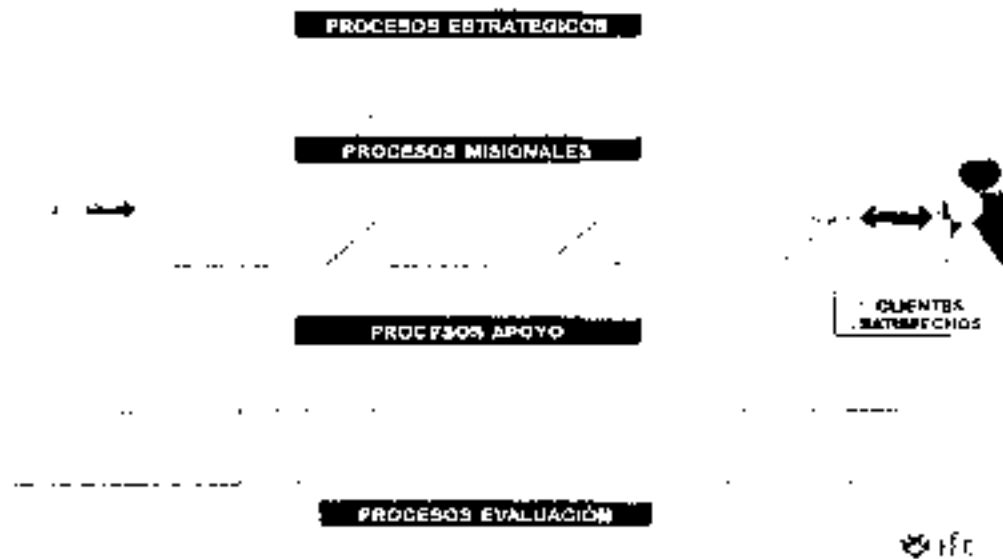 PROCESOS ESTRATEGICOS
PROCESOS MISIONALES
CLIENTES
SATISFECHOS
PROCESOS APOYO
PROCESOS EVALUACIÓN